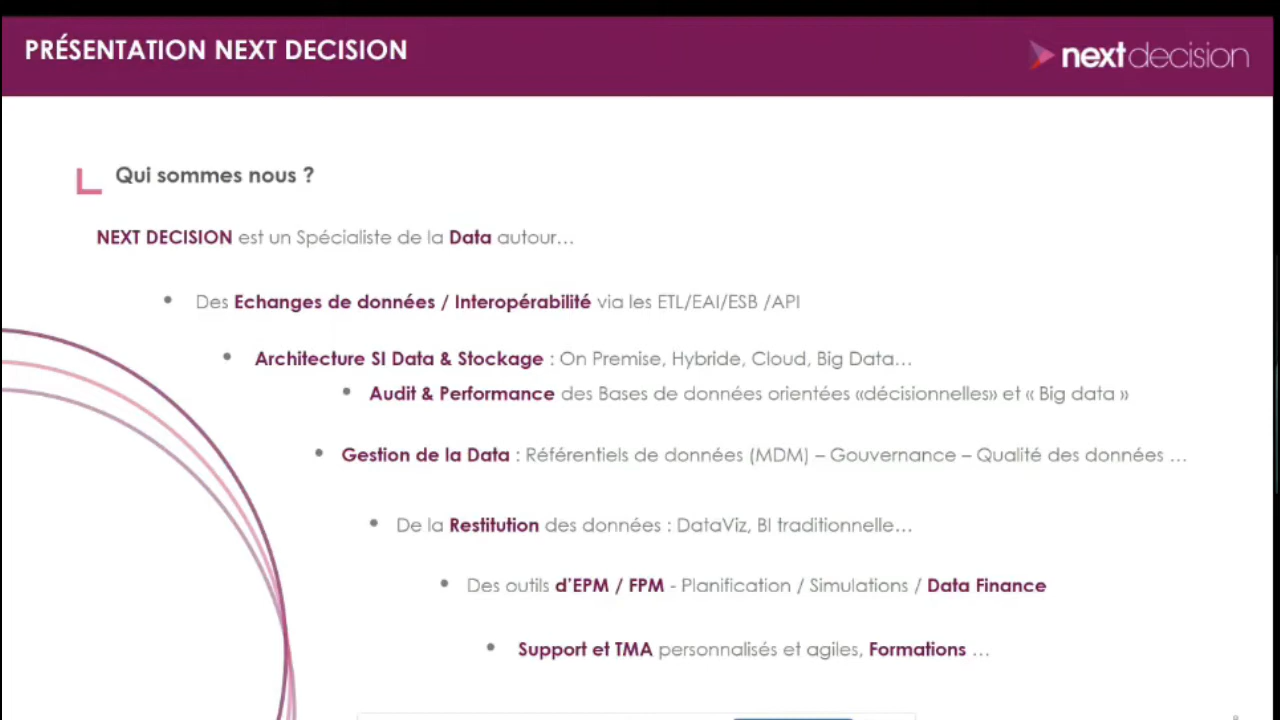 PRÉSENTATION NEXT DECISION
nextdecision
Qui sommes nous ?
NEXT DECISION est un Spécialiste de la Data autour...
• Des Echanges de données / Interopérabilité via les ETL/EAI/ESB /API
• Architecture SI Data & Stockage : On Premise, Hybride, Cloud, Big Data...
• Audit & Performance des Bases de données orientées «décisionnelles» et « Big data »
• Gestion de la Data : Référentiels de données (MDM) – Gouvernance – Qualité des données ...
• De la Restitution des données : DataViz, BI traditionnelle...
• Des outils d'EPM / FPM - Planification / Simulations / Data Finance
• Support et TMA personnalisés et agiles, Formations ...